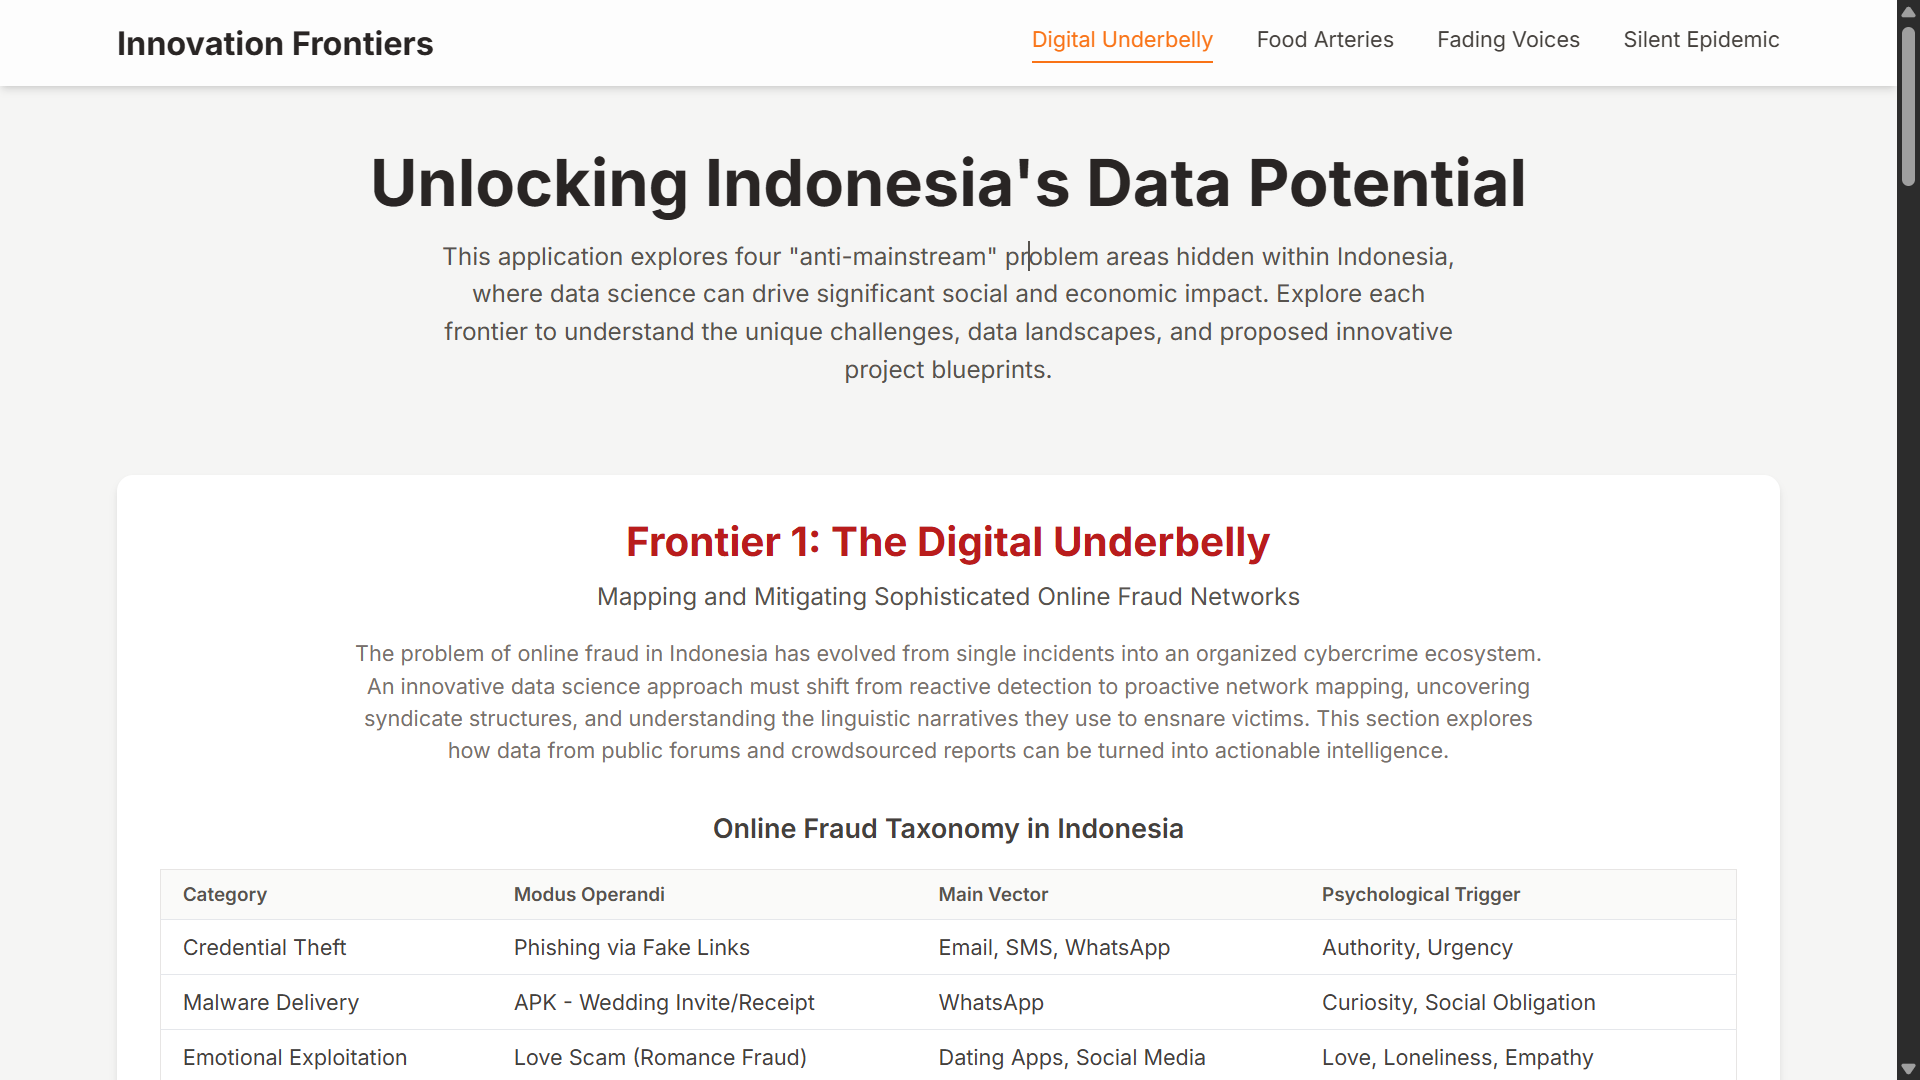 Innovation Frontiers
Digital Underbelly
Food Arteries
Fading Voices
Silent Epidemic
Unlocking Indonesia's Data Potential
This application explores four "anti-mainstream" problem areas hidden within Indonesia,
where data science can drive significant social and economic impact. Explore each
frontier to understand the unique challenges, data landscapes, and proposed innovative
project blueprints.
Frontier 1: The Digital Underbelly
Mapping and Mitigating Sophisticated Online Fraud Networks
The problem of online fraud in Indonesia has evolved from single incidents into an organized cybercrime ecosystem.
An innovative data science approach must shift from reactive detection to proactive network mapping, uncovering
syndicate structures, and understanding the linguistic narratives they use to ensnare victims. This section explores
how data from public forums and crowdsourced reports can be turned into actionable intelligence.
Online Fraud Taxonomy in Indonesia
Category Modus Operandi Main Vector Psychological Trigger
Credential Theft Phishing via Fake Links Email, SMS, WhatsApp Authority, Urgency
Malware Delivery APK - Wedding Invite/Receipt WhatsApp Curiosity, Social Obligation
Emotional Exploitation Love Scam (Romance Fraud) Dating Apps, Social Media Love, Loneliness, Empathy